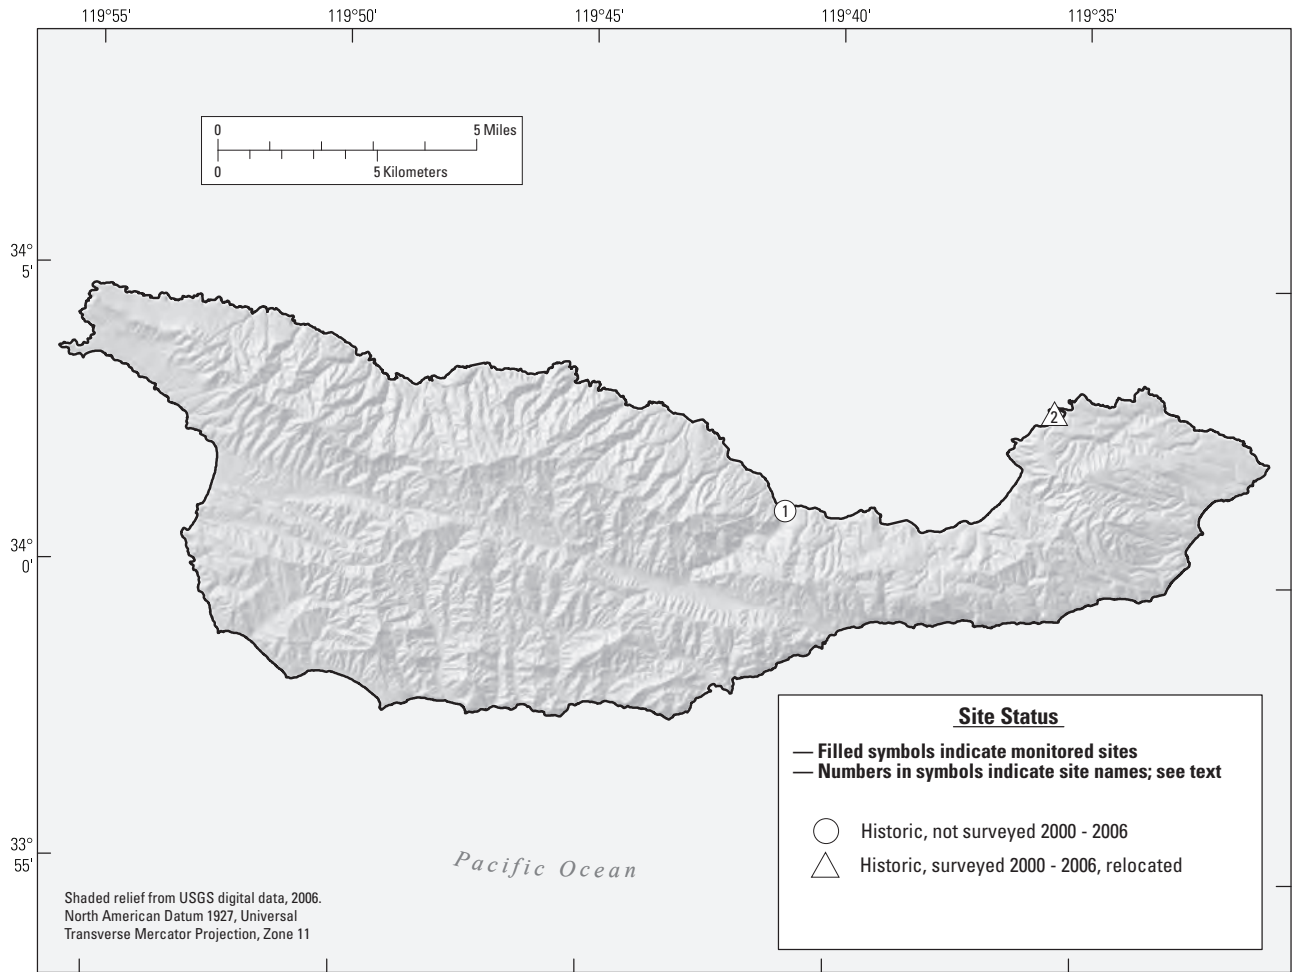 119°55' 119°50' 119°45' 119°40' 119°35'
0 5 Miles
0 5 Kilometers
34°
5'
2
1
34°
0'
Site Status
— Filled symbols indicate monitored sites
— Numbers in symbols indicate site names; see text
Historic, not surveyed 2000 - 2006
Historic, surveyed 2000 - 2006, relocated
33°
55'
Pacific Ocean
Shaded relief from USGS digital data, 2006.
North American Datum 1927, Universal
Transverse Mercator Projection, Zone 11